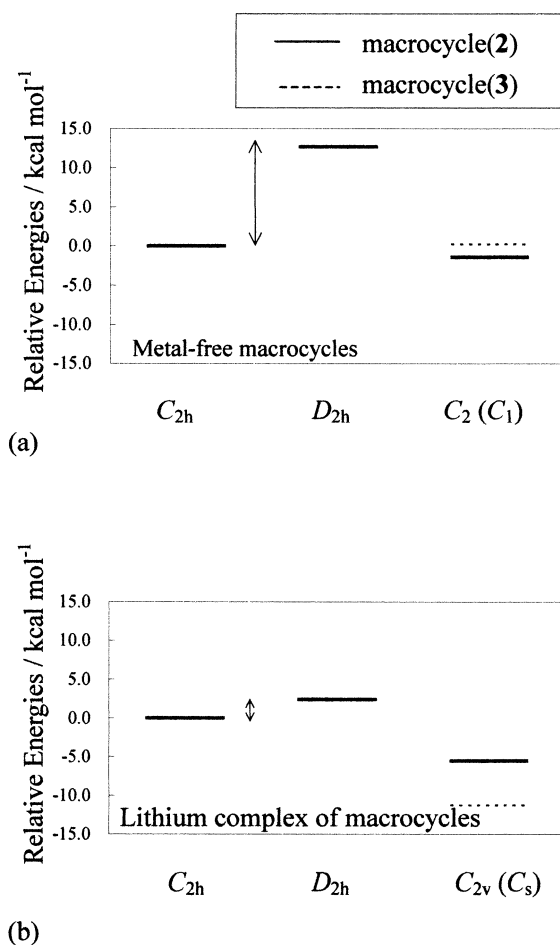 macrocycle(2)
macrocycle(3)
Relative Energies / kcal mol⁻¹
15.0
10.0
5.0
0.0
-5.0
-10.0
-15.0
Metal-free macrocycles
C₂ₕ D₂ₕ C₂ (C₁)
(a)
Relative Energies / kcal mol⁻¹
15.0
10.0
5.0
0.0
-5.0
-10.0
-15.0
Lithium complex of macrocycles
C₂ₕ D₂ₕ C₂ᵥ (Cₛ)
(b)